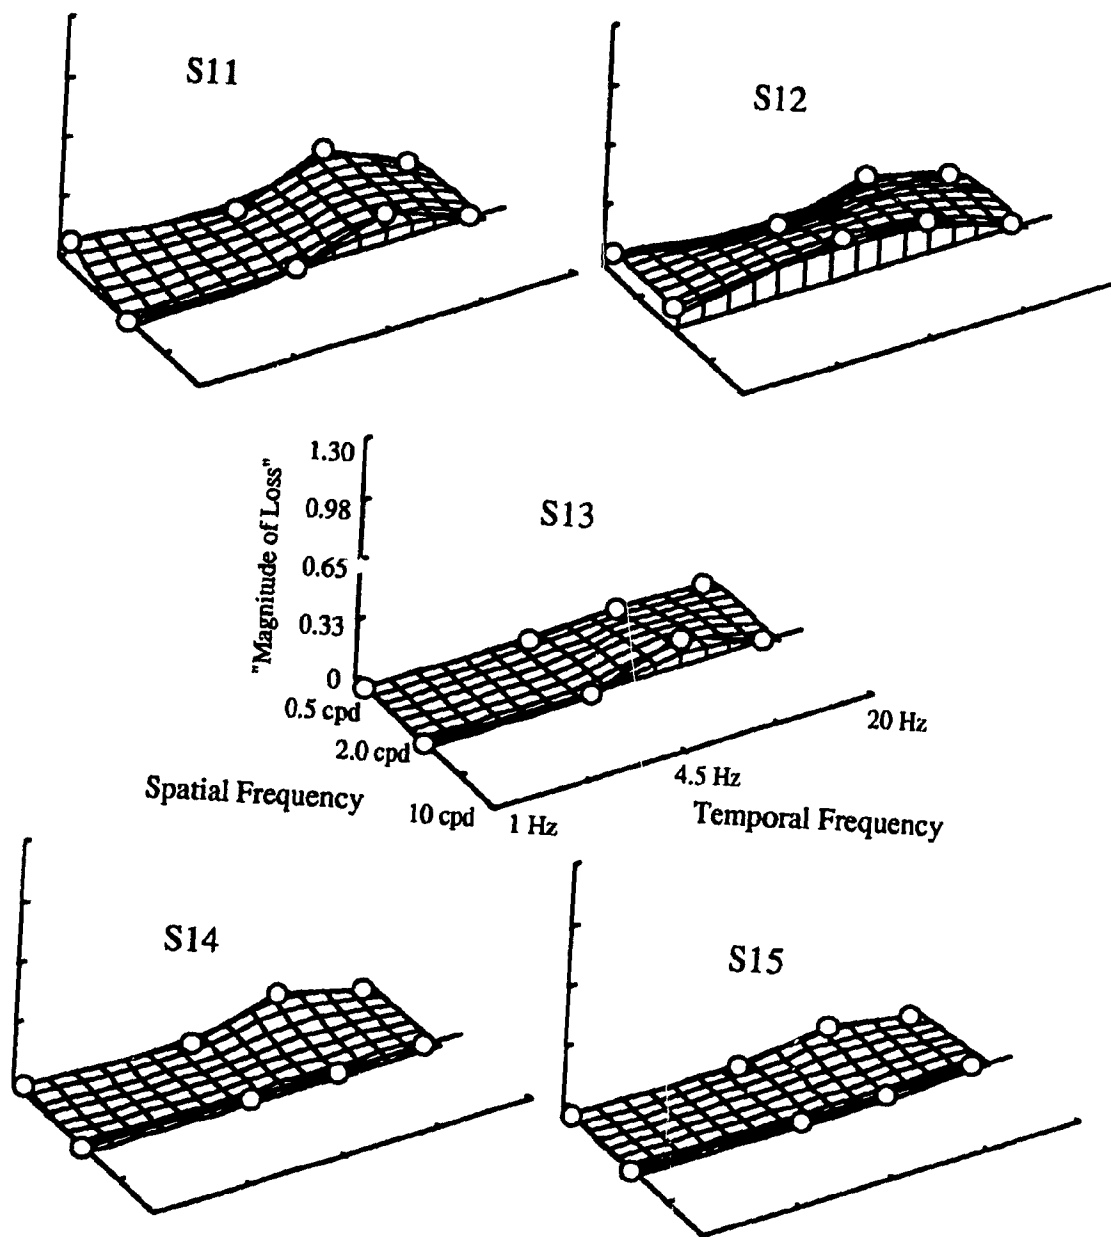 S11
S12
S13
"Magnitude of Loss"
1.30
0.98
0.65
0.33
0
0.5 cpd
2.0 cpd
10 cpd
Spatial Frequency
1 Hz
4.5 Hz
20 Hz
Temporal Frequency
S14
S15